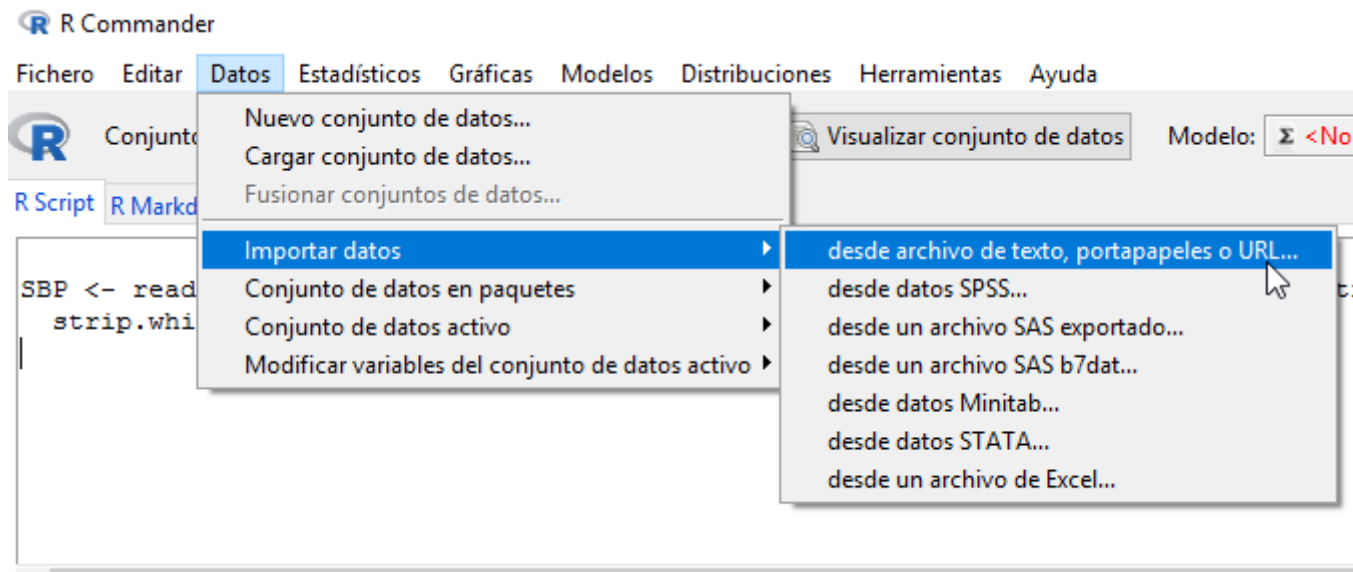 R Commander
Fichero Editar Datos Estadísticos Gráficas Modelos Distribuciones Herramientas Ayuda
R Visualizar conjunto de datos Modelo: Σ <No
R Script
Nuevo conjunto de datos...
Cargar conjunto de datos...
Fusionar conjuntos de datos...
Importar datos
Conjunto de datos en paquetes
Conjunto de datos activo
Modificar variables del conjunto de datos activo
desde archivo de texto, portapapeles o URL...
desde datos SPSS...
desde un archivo SAS exportado...
desde un archivo SAS b7dat...
desde datos Minitab...
desde datos STATA...
desde un archivo de Excel...
SBP <- read
strip.whi